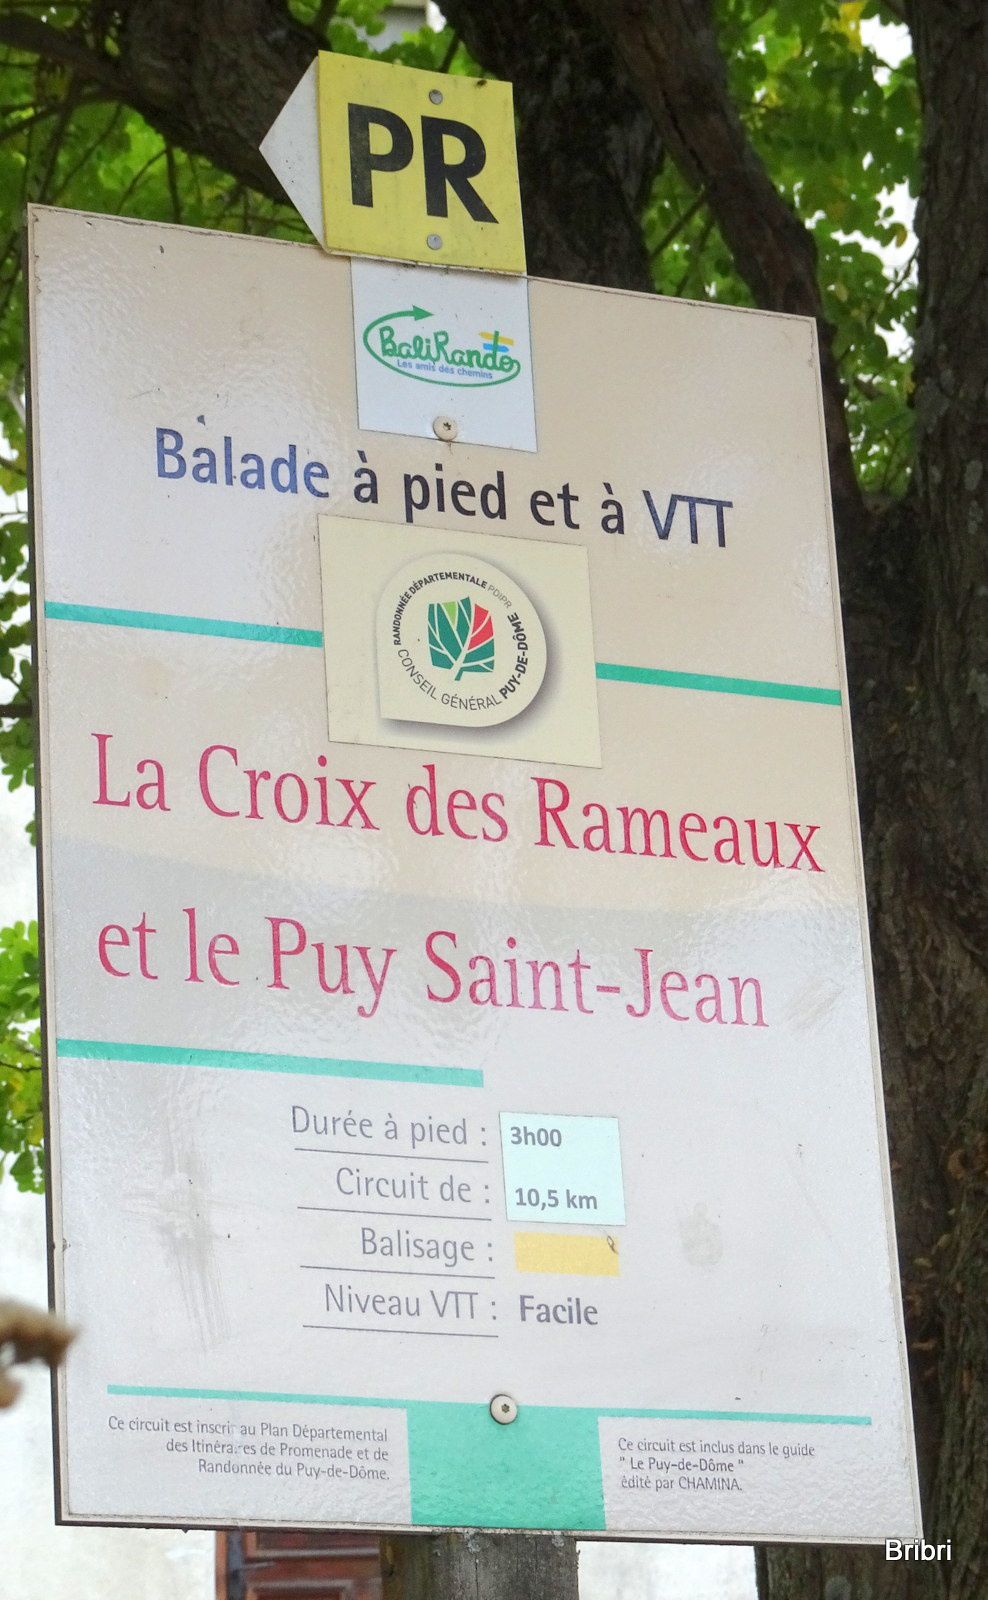 PR
BaliRando
Les amis des chemins
Balade à pied et à VTT
RANDONNÉE DÉPARTEMENTALE PDIPR
CONSEIL GÉNÉRAL PUY-DE-DÔME
La Croix des Rameaux
et le Puy Saint-Jean
Durée à pied : 3h00
Circuit de : 10,5 km
Balisage :
Niveau VTT : Facile
Ce circuit est inscrit au Plan Départemental
des Itinéraires de Promenade et de
Randonnée du Puy-de-Dôme.
Ce circuit est inclus dans le guide
" Le Puy-de-Dôme "
édité par CHAMINA.
Bribri